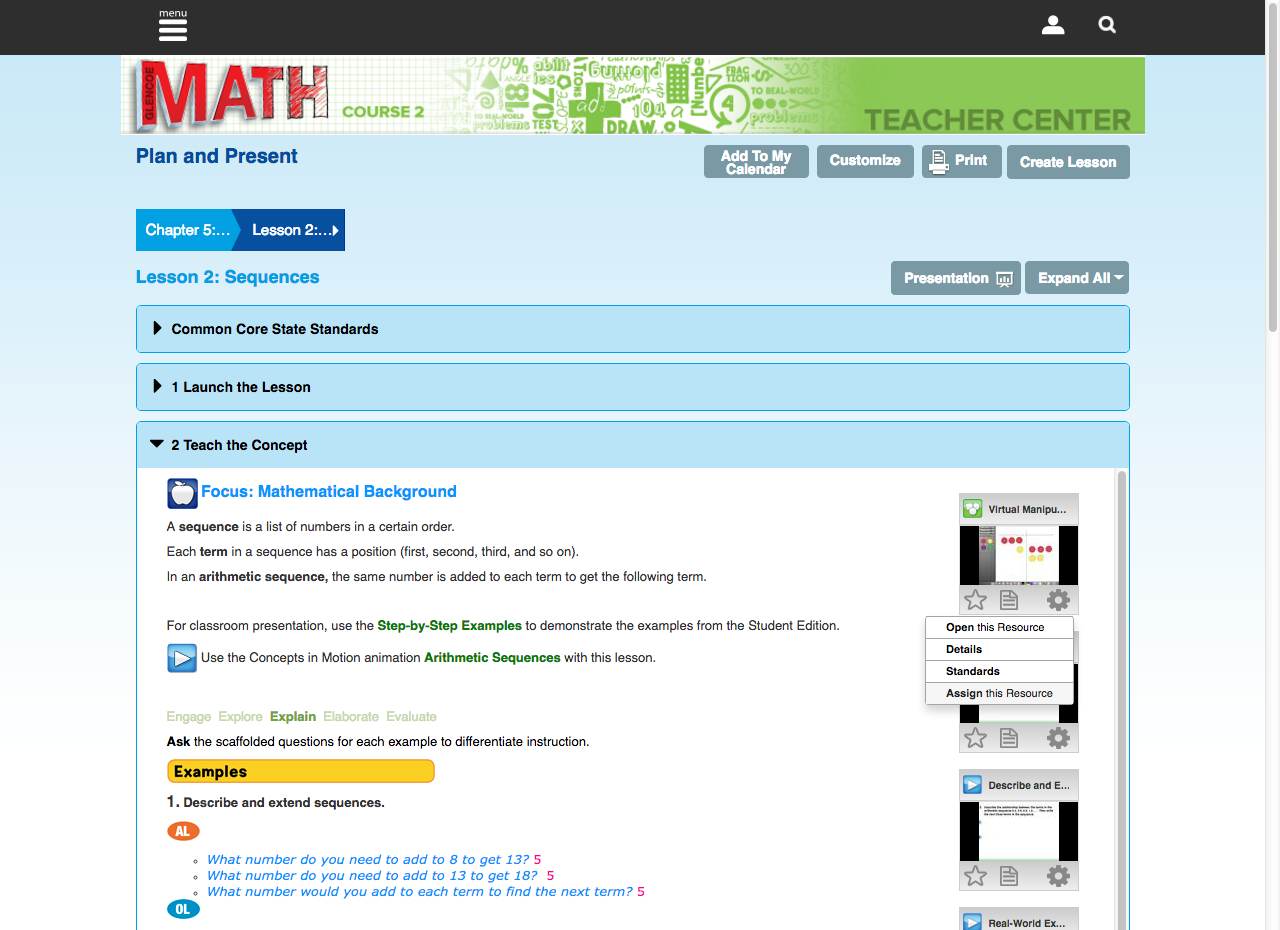 menu
GLENCOE
MATH
COURSE 2
TEACHER CENTER
Plan and Present
Add To My
Calendar
Customize
Print
Create Lesson
Chapter 5:...
Lesson 2:...
Lesson 2: Sequences
Presentation
Expand All
Common Core State Standards
1 Launch the Lesson
2 Teach the Concept
Focus: Mathematical Background
A sequence is a list of numbers in a certain order.
Each term in a sequence has a position (first, second, third, and so on).
In an arithmetic sequence, the same number is added to each term to get the following term.
For classroom presentation, use the Step-by-Step Examples to demonstrate the examples from the Student Edition.
Use the Concepts in Motion animation Arithmetic Sequences with this lesson.
Engage Explore Explain Elaborate Evaluate
Ask the scaffolded questions for each example to differentiate instruction.
Examples
1. Describe and extend sequences.
AL
What number do you need to add to 8 to get 13? 5
What number do you need to add to 13 to get 18? 5
What number would you add to each term to find the next term? 5
OL
Virtual Manipu...
Open this Resource
Details
Standards
Assign this Resource
Describe and E...
Real-World Ex...